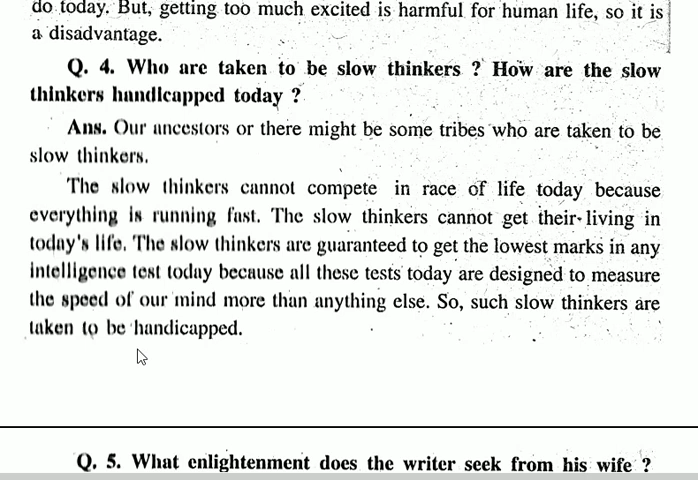 do today. But, getting too much excited is harmful for human life, so it is
a disadvantage.
Q. 4. Who are taken to be slow thinkers ? How are the slow
thinkers handicapped today ?
Ans. Our ancestors or there might be some tribes who are taken to be
slow thinkers.
The slow thinkers cannot compete in race of life today because
everything is running fast. The slow thinkers cannot get their living in
today's life. The slow thinkers are guaranteed to get the lowest marks in any
intelligence test today because all these tests today are designed to measure
the speed of our mind more than anything else. So, such slow thinkers are
taken to be handicapped.
Q. 5. What enlightenment does the writer seek from his wife ?